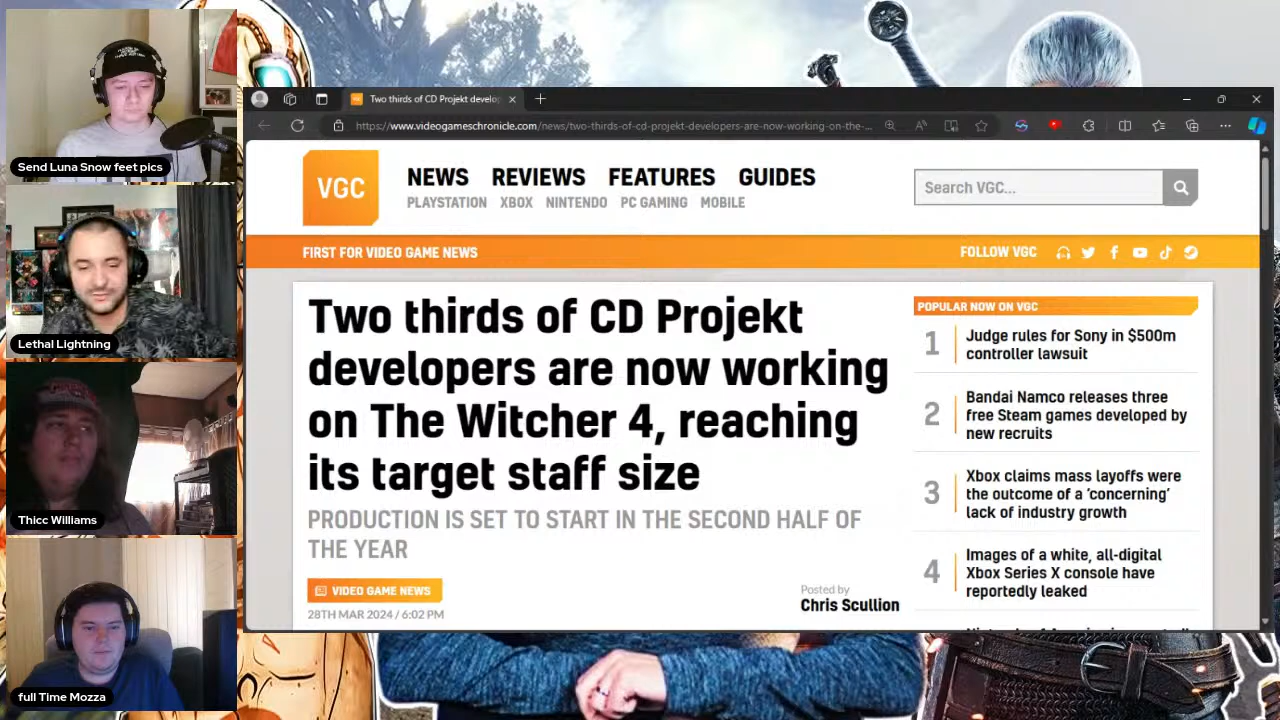 Send Luna Snow feet pics
Lethal Lightning
Thicc Williams
full Time Mozza
Two thirds of CD Projekt develop
https://www.videogameschronicle.com/news/two-thirds-of-cd-projekt-developers-are-now-working-on-the-...
VGC
NEWS REVIEWS FEATURES GUIDES
PLAYSTATION XBOX NINTENDO PC GAMING MOBILE
Search VGC...
FIRST FOR VIDEO GAME NEWS
FOLLOW VGC
Two thirds of CD Projekt
developers are now working
on The Witcher 4, reaching
its target staff size
PRODUCTION IS SET TO START IN THE SECOND HALF OF
THE YEAR
VIDEO GAME NEWS
28TH MAR 2024 / 6:02 PM
Posted by
Chris Scullion
POPULAR NOW ON VGC
1
Judge rules for Sony in $500m
controller lawsuit
2
Bandai Namco releases three
free Steam games developed by
new recruits
3
Xbox claims mass layoffs were
the outcome of a ‘concerning’
lack of industry growth
4
Images of a white, all-digital
Xbox Series X console have
reportedly leaked